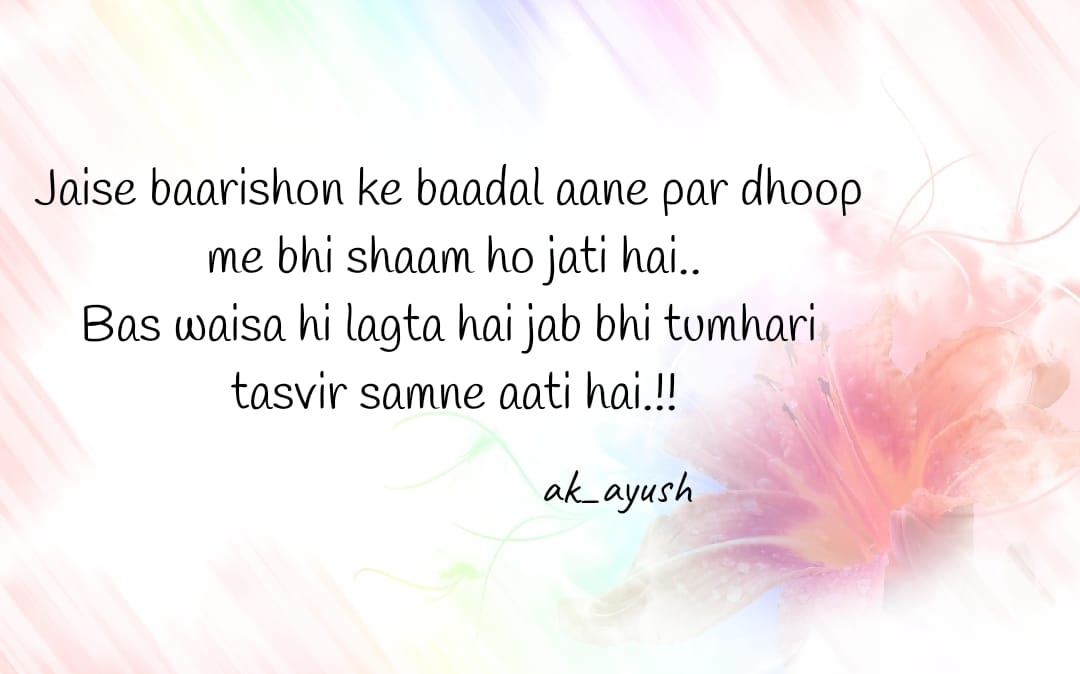 Jaise baarishon ke baadal aane par dhoop
me bhi shaam ho jati hai..
Bas waisa hi lagta hai jab bhi tumhari
tasvir samne aati hai.!!
ak_ayush